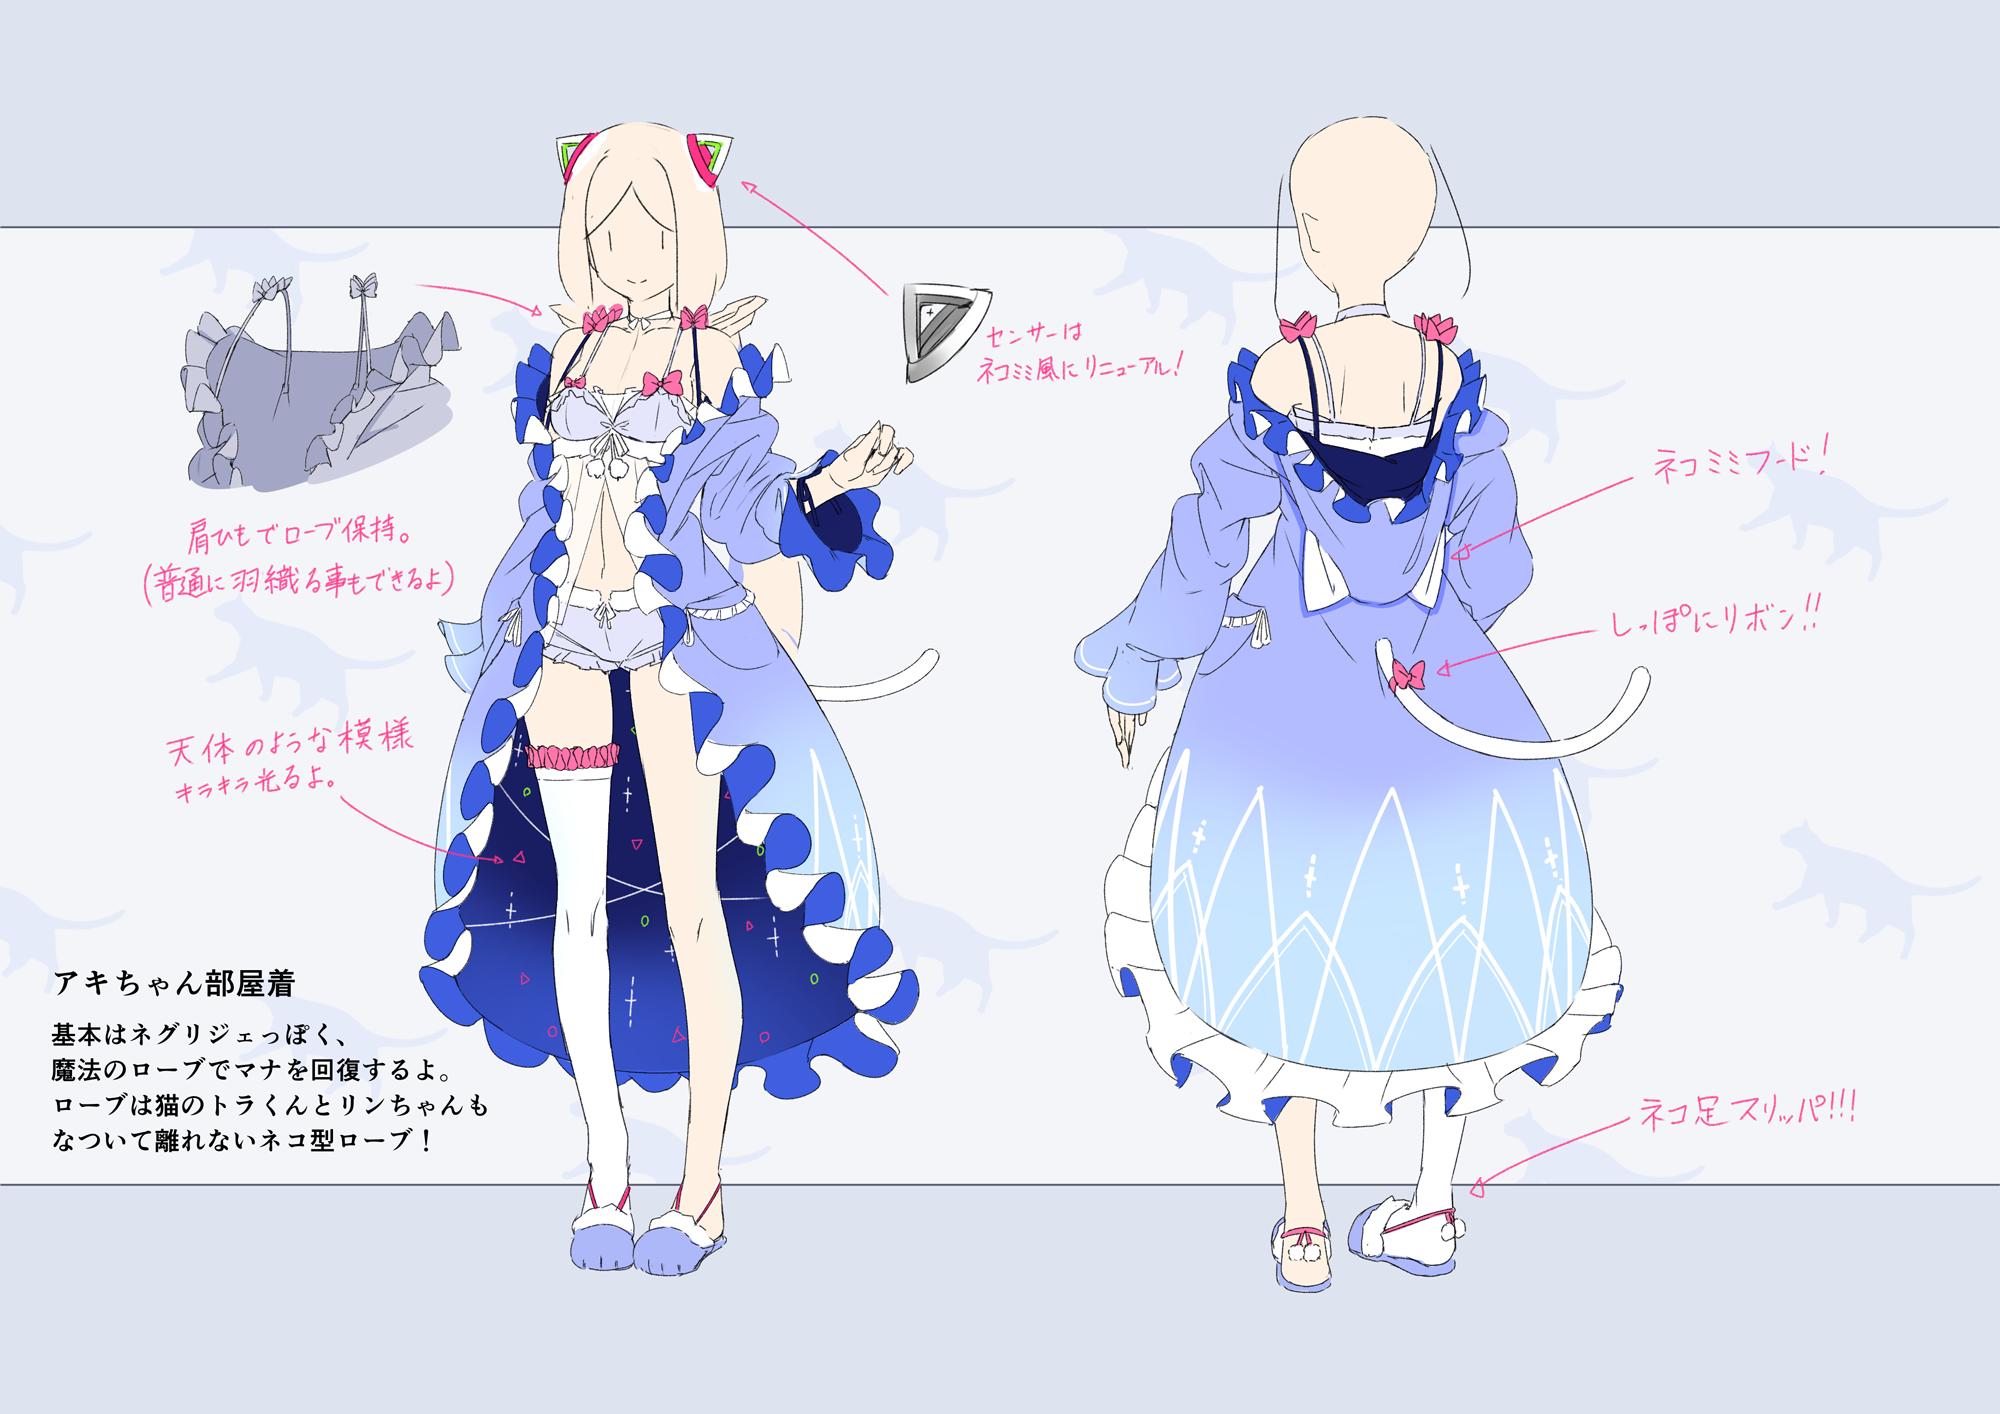 センサーは
ネコミミ風にリニューアル!
肩ひもでローブ保持。
(普通に羽織る事もできるよ)
天体のような模様
キラキラ光るよ。
アキちゃん部屋着
基本はネグリジェっぽく、
魔法のローブでマナを回復するよ。
ローブは猫のトラくんとリンちゃんも
なついて離れないネコ型ローブ！
ネコミミフード!
しっぽにリボン!!
ネコ足スリッパ!!!